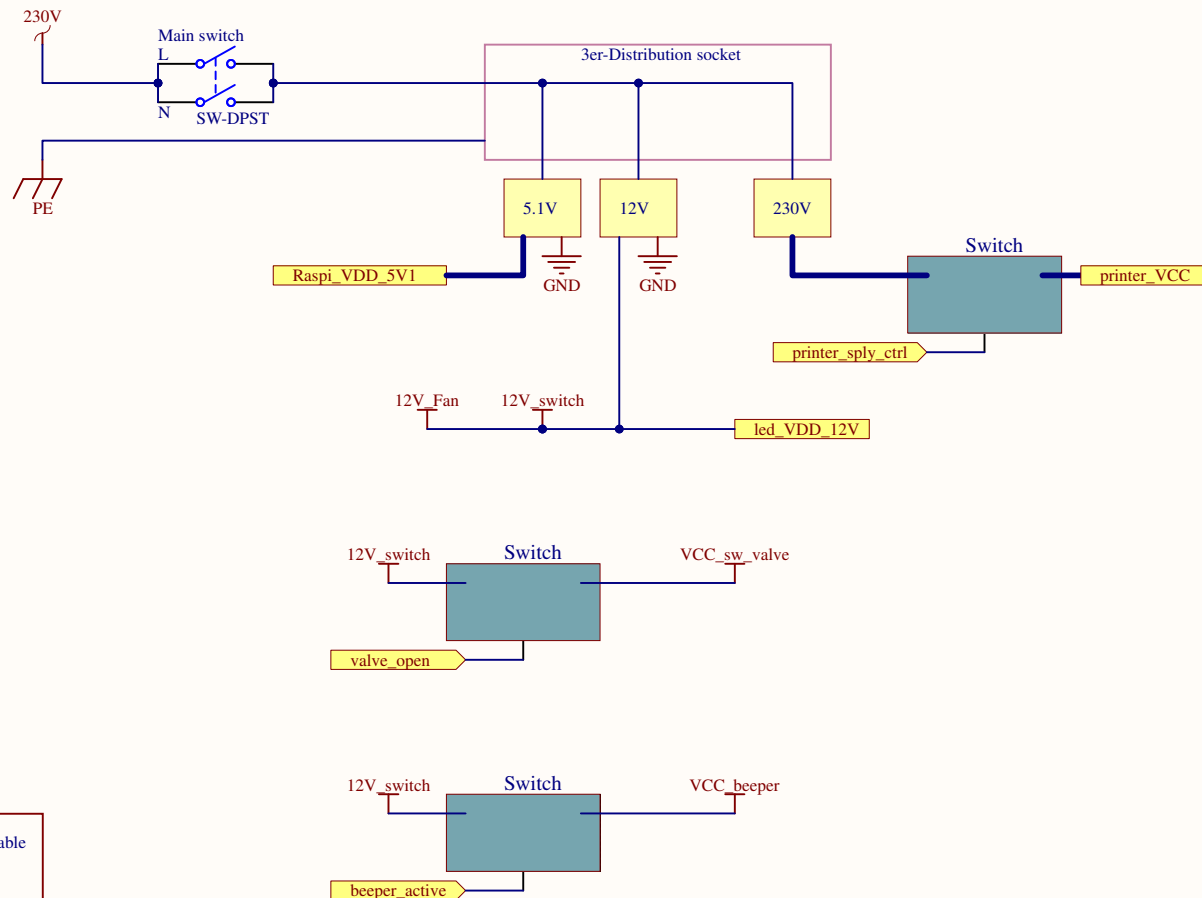 230V
Main switch
L
N
SW-DPST
3er-Distribution socket
PE
5.1V
12V
230V
Switch
Raspi_VDD_5V1
GND
GND
printer_VCC
printer_sply_ctrl
12V_Fan
12V_switch
led_VDD_12V
12V_switch
Switch
VCC_sw_valve
valve_open
12V_switch
Switch
VCC_beeper
able
beeper_active